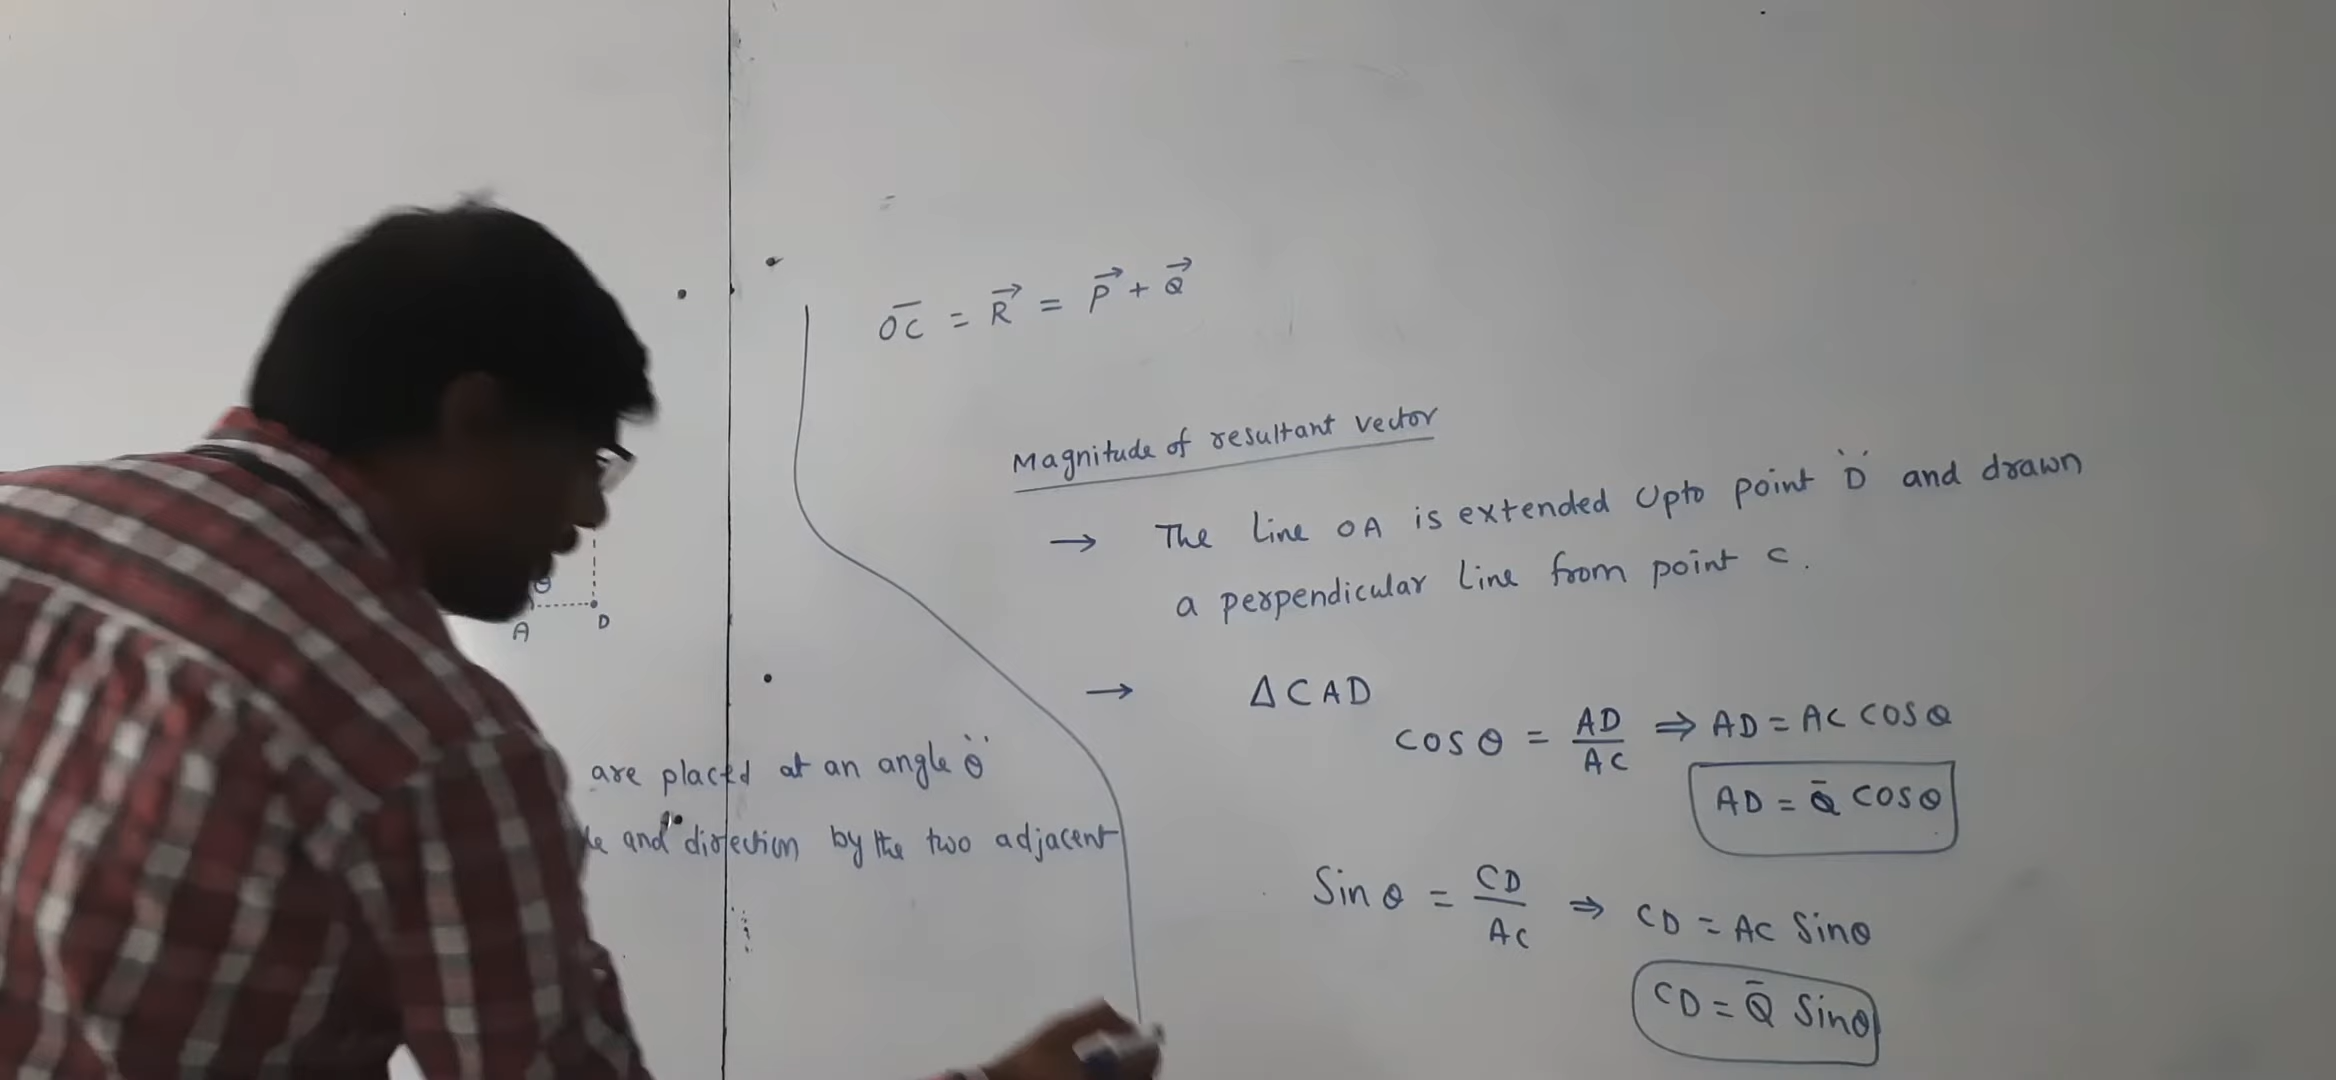 θ
A D
are placed at an angle 'θ'
and direction by the two adjacent
O͞C = R⃗ = P⃗ + Q⃗
Magnitude of resultant vector
→ The line OA is extended Upto point 'D' and drawn
a perpendicular line from point C.
→ ΔCAD
COS θ = AD/AC ⇒ AD = AC COS θ
AD = Q̄ COS θ
Sin θ = CD/AC ⇒ CD = AC Sin θ
CD = Q̄ Sin θ